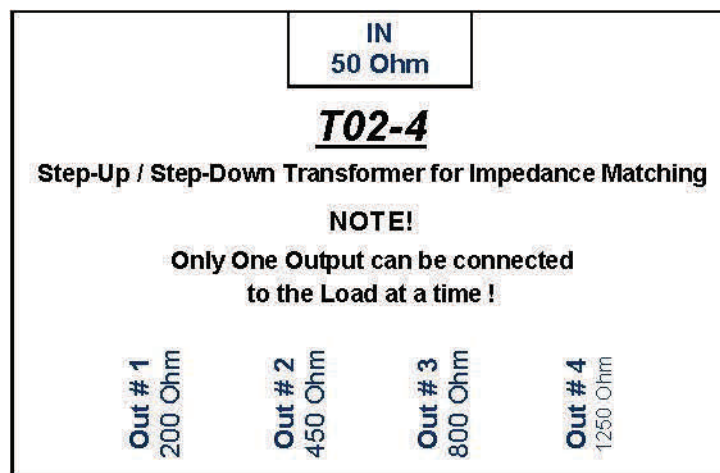 IN
50 Ohm
T02-4
Step-Up / Step-Down Transformer for Impedance Matching
NOTE!
Only One Output can be connected
to the Load at a time !
Out # 1
200 Ohm
Out # 2
450 Ohm
Out # 3
800 Ohm
Out # 4
1250 Ohm